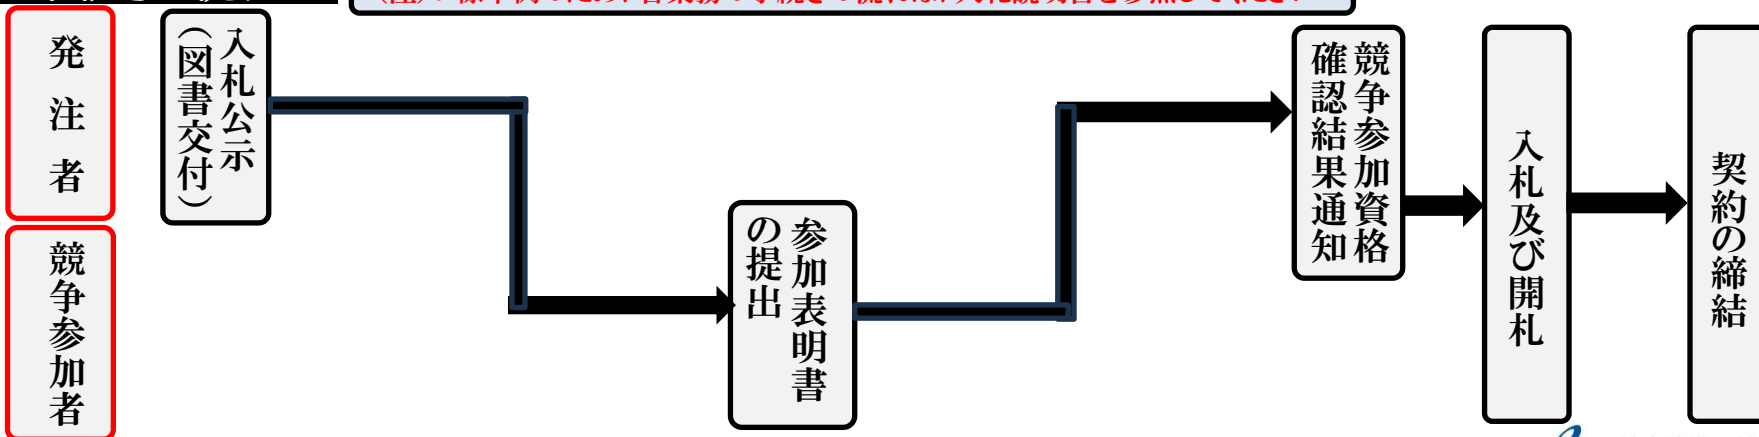 発注者
競争参加者
入札公示
（図書交付）
参加表明書
の提出
競争参加資格
確認結果通知
入札及び開札
契約の締結